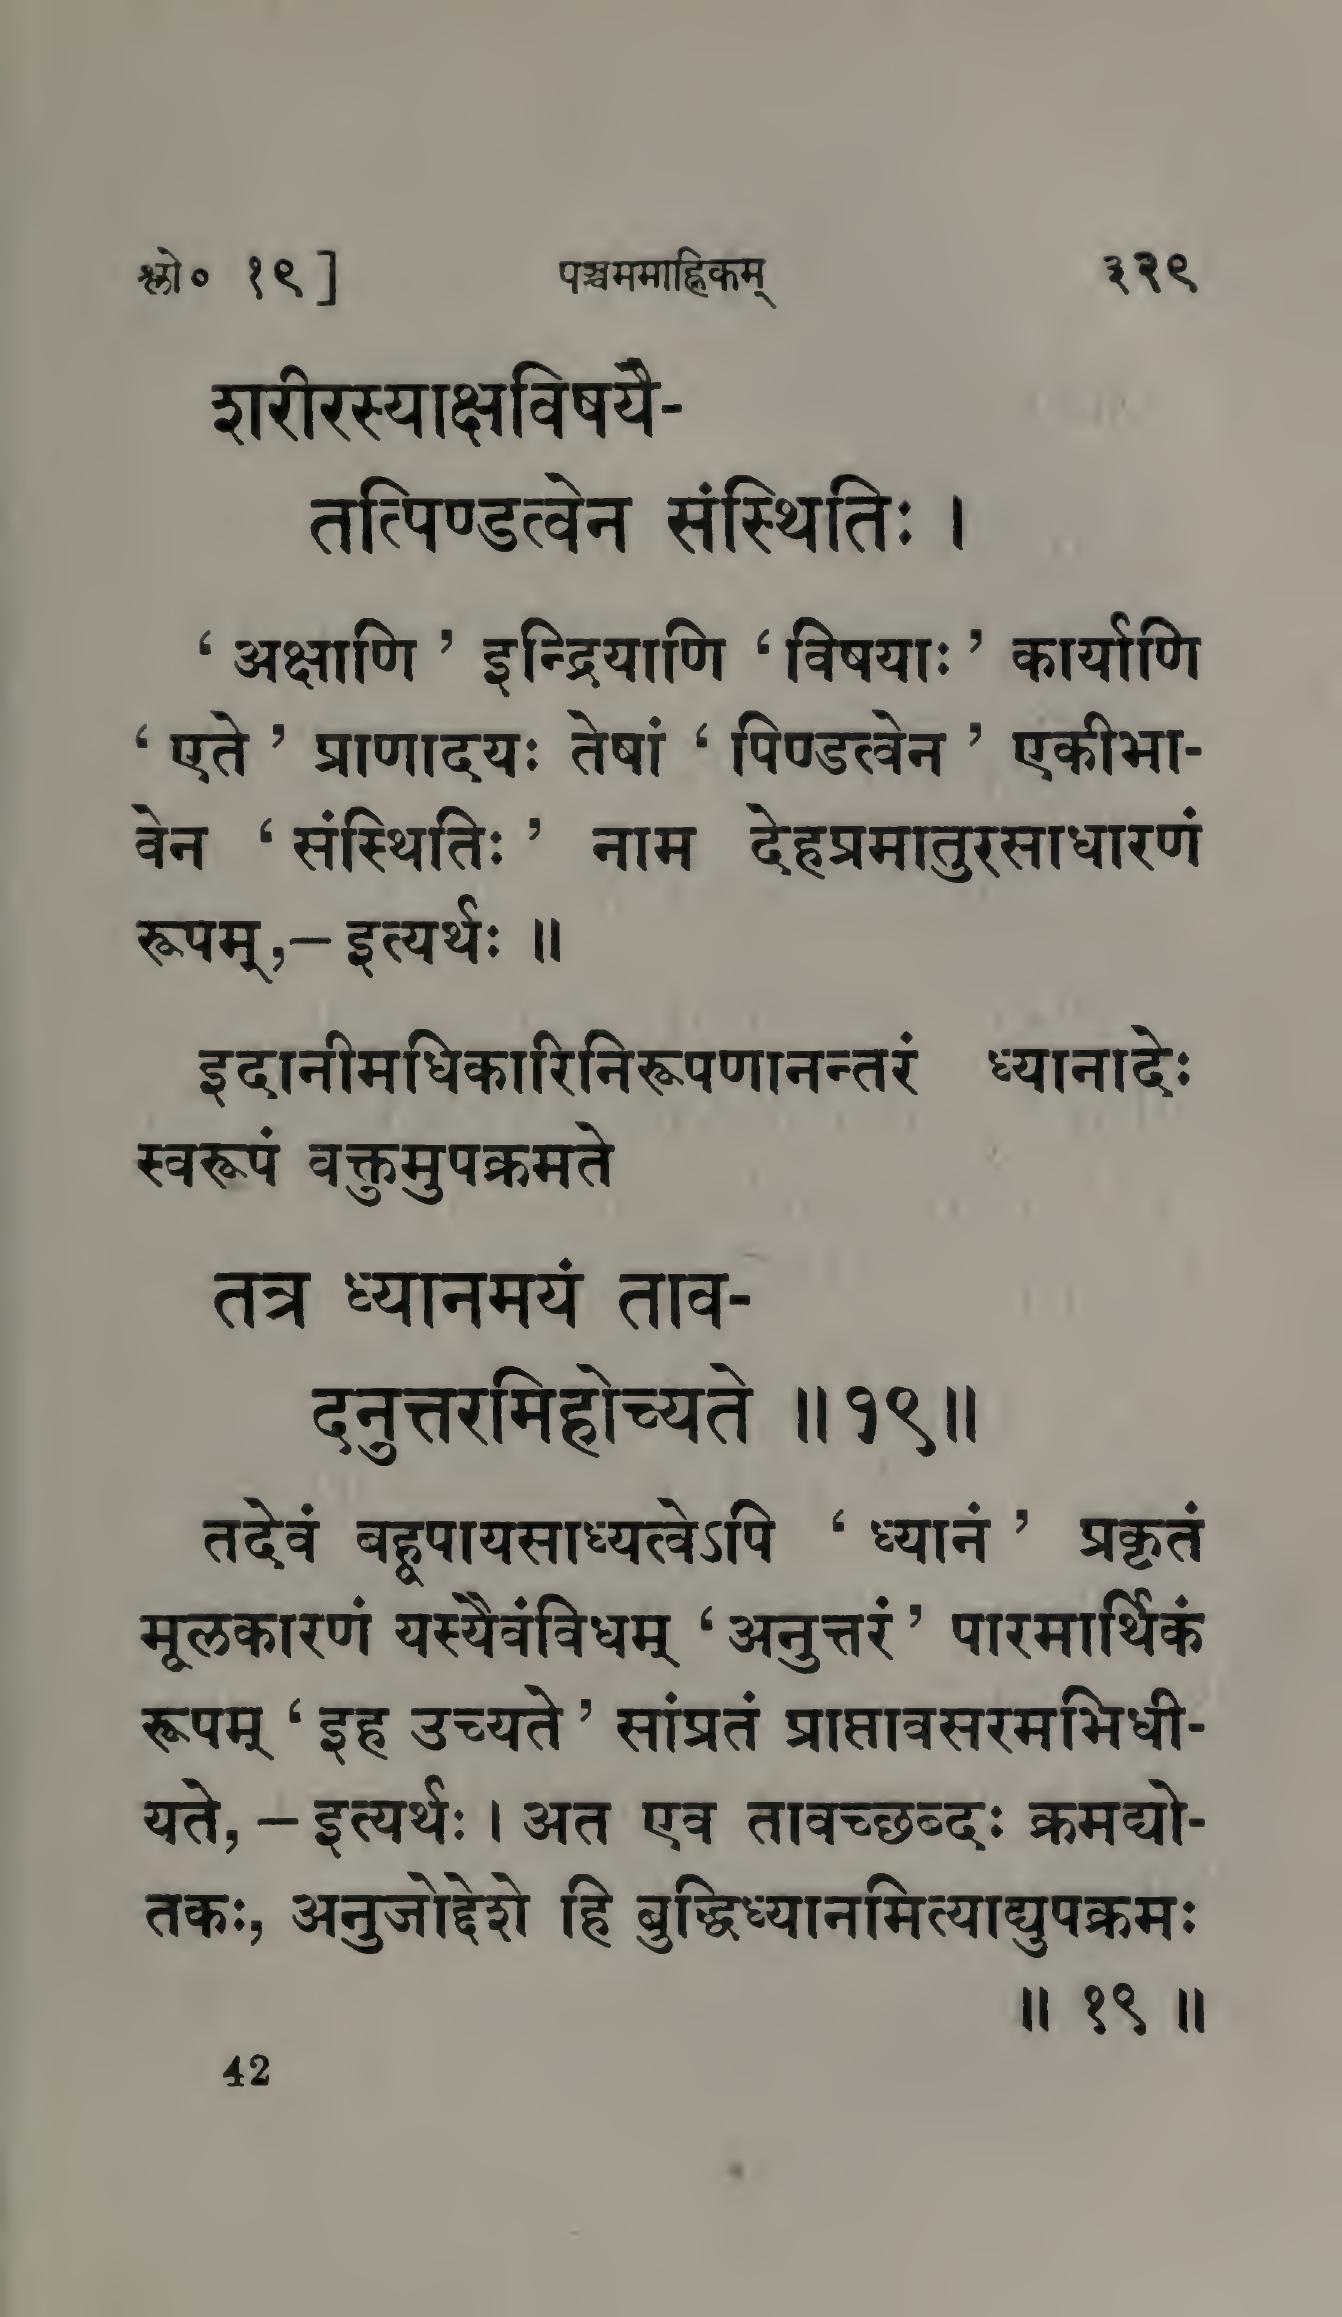 श्लो० १९]	पञ्चममाह्निकम्	३२९
शरीरस्याक्षविषयै-
तत्पिण्डत्वेन संस्थितिः ।
‘ अक्षाणि ’ इन्द्रियाणि ‘ विषयाः ’ कार्याणि
‘ एते ’ प्राणादयः तेषां ‘ पिण्डत्वेन ’ एकीभा-
वेन ‘ संस्थितिः ’ नाम देहप्रमातुरसाधारणं
रूपम्,— इत्यर्थः ॥
इदानीमधिकारिनिरूपणानन्तरं ध्यानादेः
स्वरूपं वक्तुमुपक्रमते
तत्र ध्यानमयं ताव-
दनुत्तरमिहोच्यते ॥१९॥
तदेवं बहूपायसाध्यत्वेऽपि ‘ ध्यानं ’ प्रकृतं
मूलकारणं यस्यैवंविधम् ‘ अनुत्तरं ’ पारमार्थिकं
रूपम् ‘ इह उच्यते ’ सांप्रतं प्राप्तावसरमभिधी-
यते, — इत्यर्थः । अत एव तावच्छब्दः क्रमद्यो-
तकः, अनुजोद्देशे हि बुद्धिध्यानमित्याद्युपक्रमः
॥ १९ ॥
42